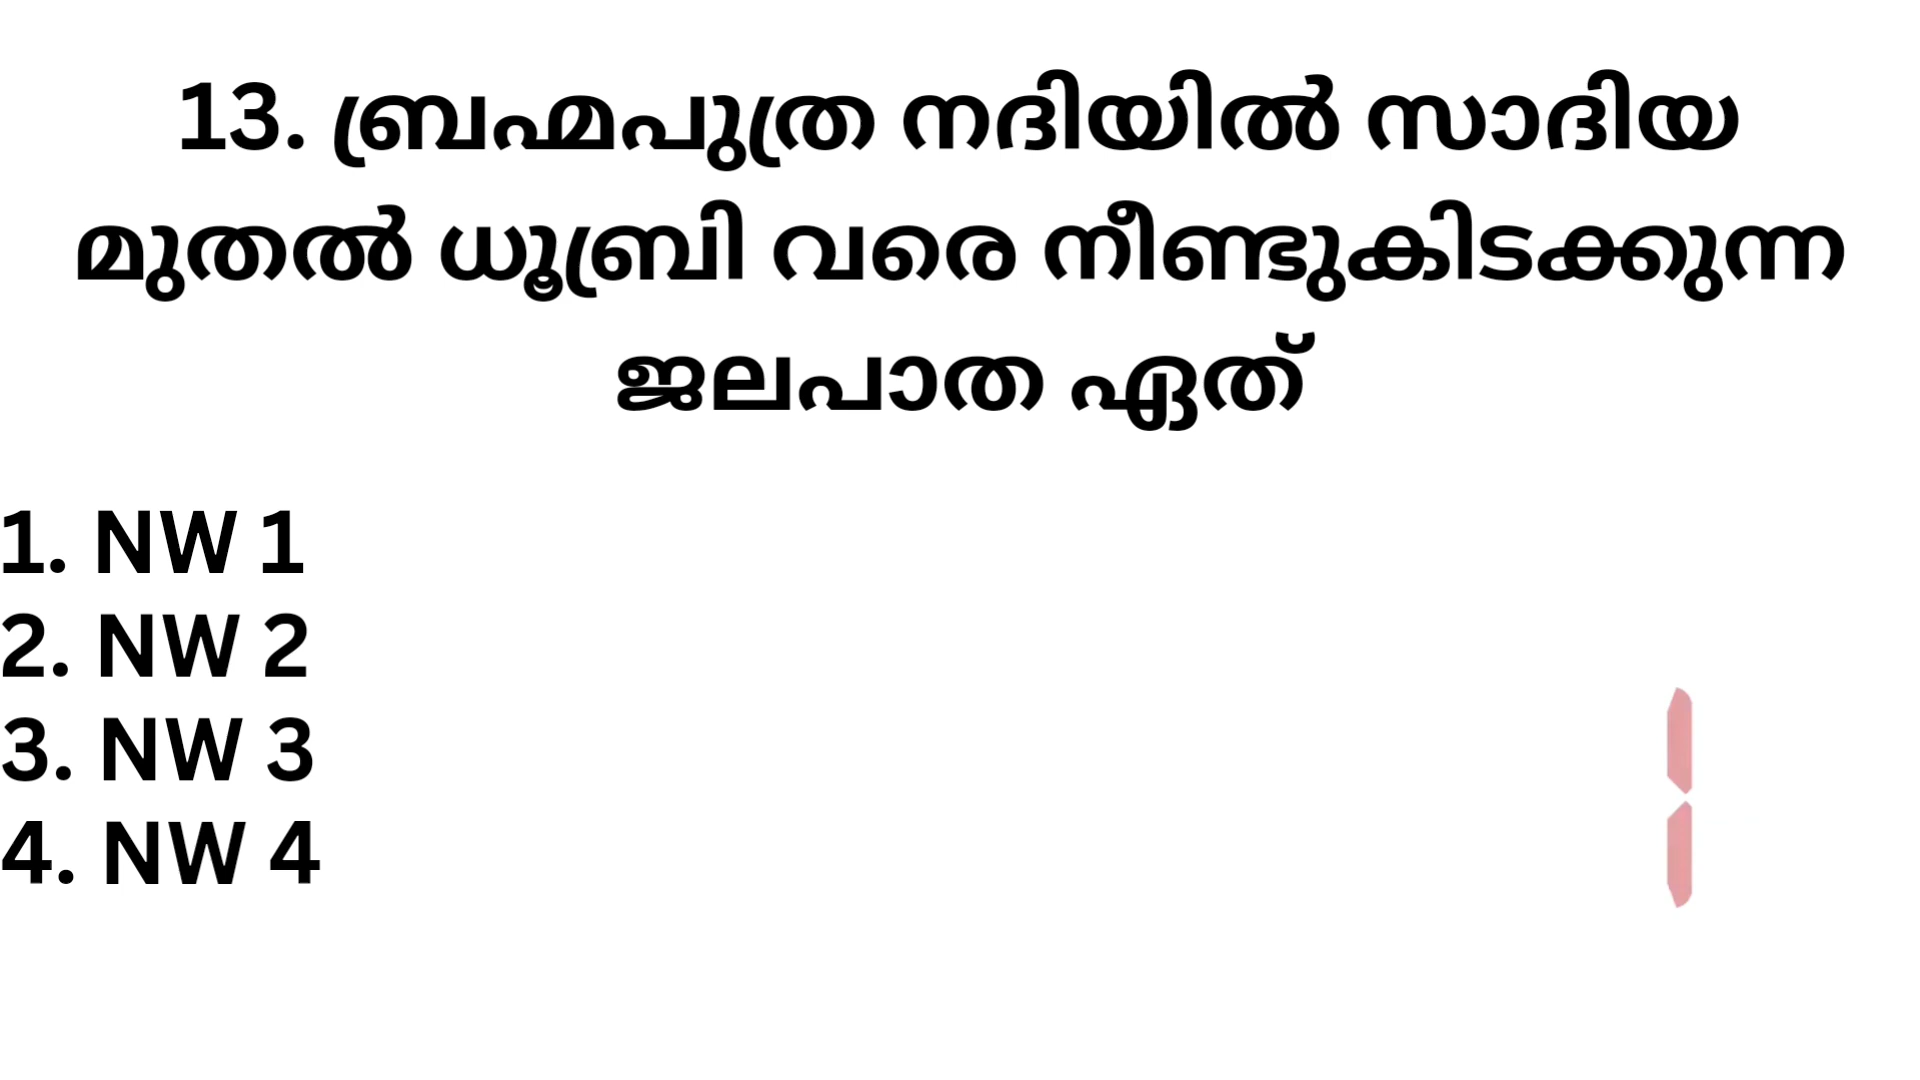 13. ബ്രഹ്മപുത്ര നദിയിൽ സാദിയ
മുതൽ ധൂബ്രി വരെ നീണ്ടുകിടക്കുന്ന
ജലപാത ഏത്
1. NW 1
2. NW 2
3. NW 3
4. NW 4
1